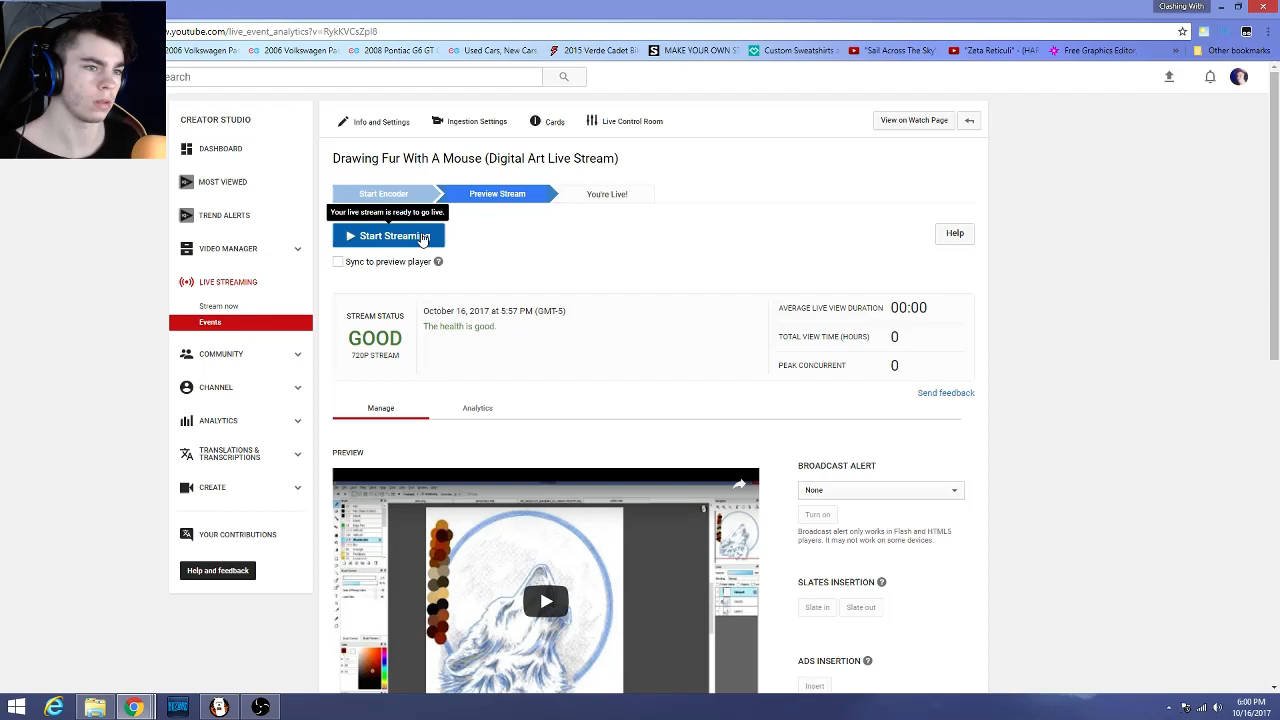 Clashing With
youtube.com/live_event_analytics?v=RykKVCsZpI8
2006 Volkswagen Pa
2006 Volkswagen Pa
2008 Pontiac G6 GT C
Used Cars, New Cars,
2015 Verde Cadet Bil
MAKE YOUR OWN S
Custom Sweatshirts
"Sail Across The Sky"
"Zeta Reticuli" - (HAP
Free Graphics Editor.
»
Other bookmarks
earch
CREATOR STUDIO
DASHBOARD
MOST VIEWED
TREND ALERTS
VIDEO MANAGER
LIVE STREAMING
Stream now
Events
COMMUNITY
CHANNEL
ANALYTICS
TRANSLATIONS &
TRANSCRIPTIONS
CREATE
YOUR CONTRIBUTIONS
Help and feedback
Info and Settings
Ingestion Settings
Cards
Live Control Room
View on Watch Page
Drawing Fur With A Mouse (Digital Art Live Stream)
Start Encoder
Preview Stream
You're Live!
Your live stream is ready to go live.
Start Streaming
Help
Sync to preview player ?
STREAM STATUS
GOOD
720P STREAM
October 16, 2017 at 5:57 PM (GMT-5)
The health is good.
AVERAGE LIVE VIEW DURATION 00:00
TOTAL VIEW TIME (HOURS) 0
PEAK CONCURRENT 0
Send feedback
Manage
Analytics
PREVIEW
BROADCAST ALERT
None
Turn on
Broadcast alert only works in Flash and HTML5
players. It may not work on some devices.
SLATES INSERTION ?
Slate in
Slate out
ADS INSERTION ?
Insert
6:00 PM
10/16/2017